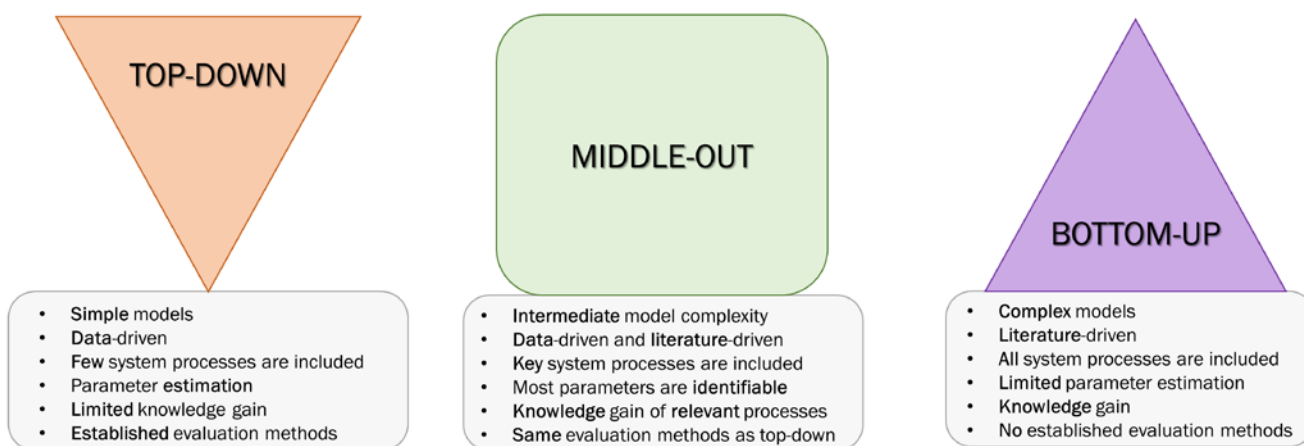 TOP-DOWN
• Simple models
• Data-driven
• Few system processes are included
• Parameter estimation
• Limited knowledge gain
• Established evaluation methods
MIDDLE-OUT
• Intermediate model complexity
• Data-driven and literature-driven
• Key system processes are included
• Most parameters are identifiable
• Knowledge gain of relevant processes
• Same evaluation methods as top-down
BOTTOM-UP
• Complex models
• Literature-driven
• All system processes are included
• Limited parameter estimation
• Knowledge gain
• No established evaluation methods